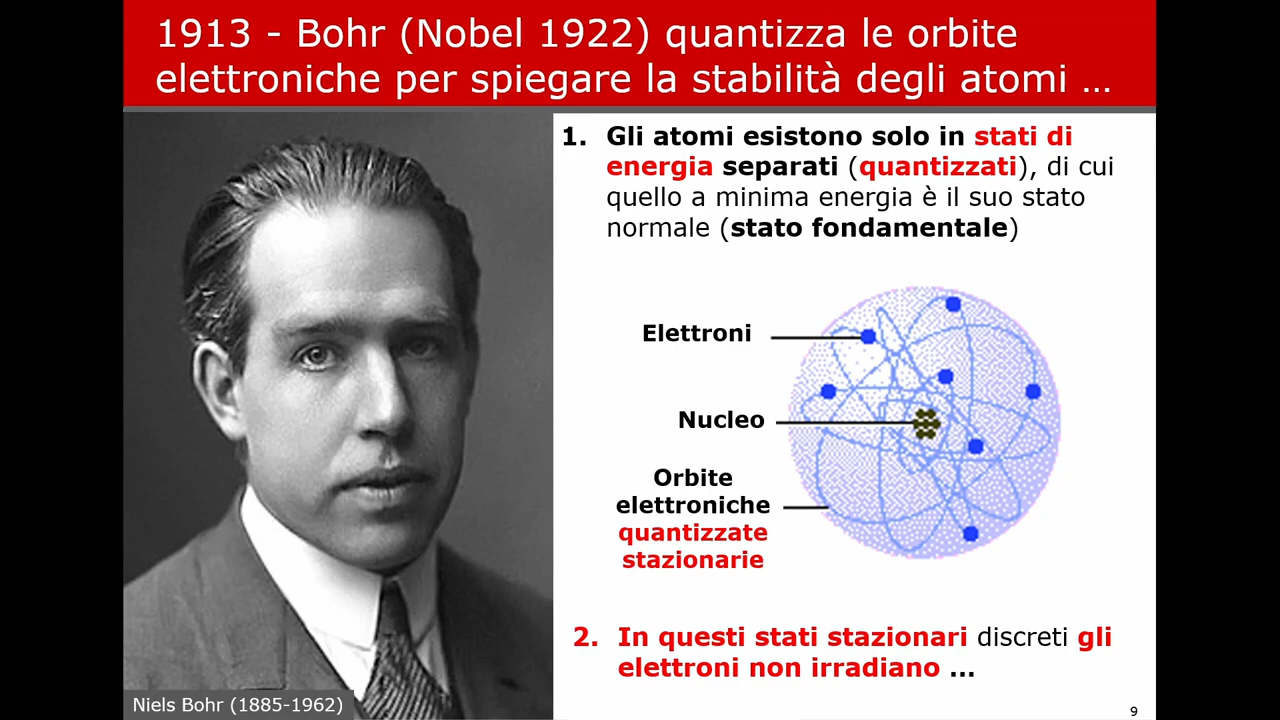 1913 - Bohr (Nobel 1922) quantizza le orbite
elettroniche per spiegare la stabilità degli atomi ...
1. Gli atomi esistono solo in stati di
energia separati (quantizzati), di cui
quello a minima energia è il suo stato
normale (stato fondamentale)
Elettroni
Nucleo
Orbite
elettroniche
quantizzate
stazionarie
2. In questi stati stazionari discreti gli
elettroni non irradiano ...
Niels Bohr (1885-1962)
9